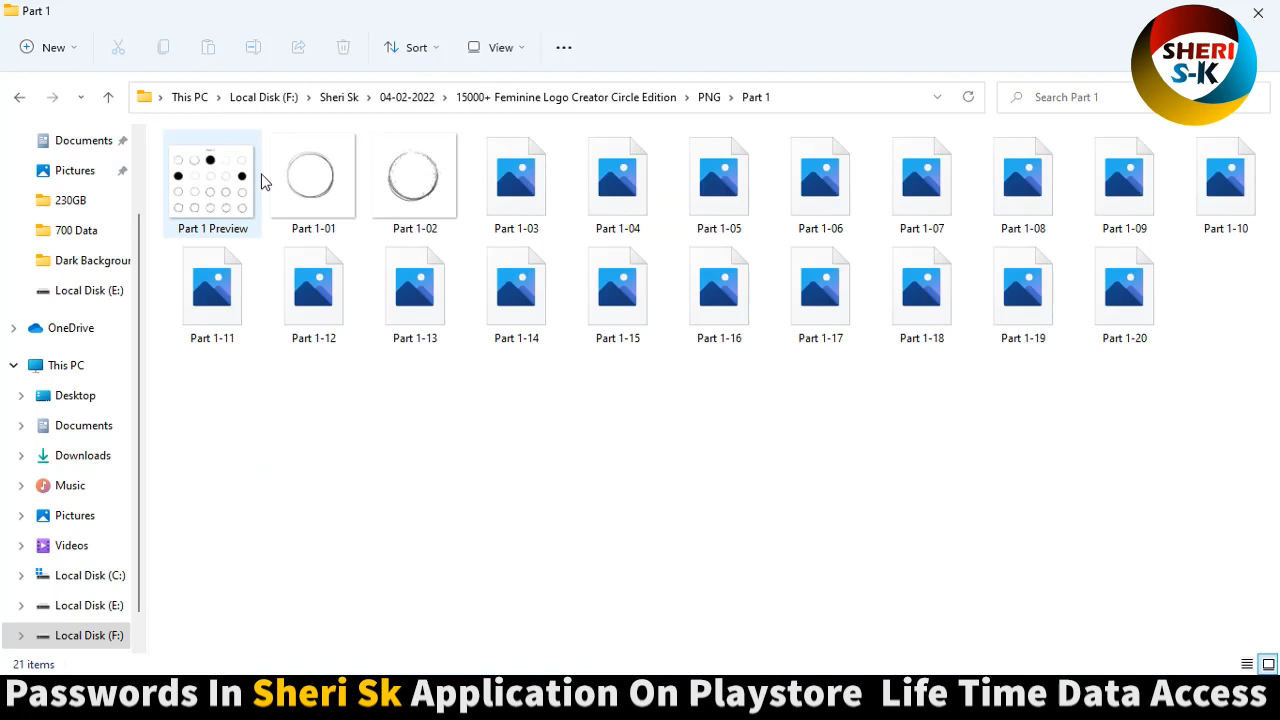 Part 1
New
Sort
View
SHERI
S-K
This PC > Local Disk (F:) > Sheri Sk > 04-02-2022 > 15000+ Feminine Logo Creator Circle Edition > PNG > Part 1
Search Part 1
Documents
Pictures
230GB
700 Data
Dark Backgroun
Local Disk (E:)
OneDrive
This PC
Desktop
Documents
Downloads
Music
Pictures
Videos
Local Disk (C:)
Local Disk (E:)
Local Disk (F:)
Part 1 Preview Part 1-01 Part 1-02 Part 1-03 Part 1-04 Part 1-05 Part 1-06 Part 1-07 Part 1-08 Part 1-09 Part 1-10
Part 1-11 Part 1-12 Part 1-13 Part 1-14 Part 1-15 Part 1-16 Part 1-17 Part 1-18 Part 1-19 Part 1-20
21 items
Passwords In Sheri Sk Application On Playstore Life Time Data Access